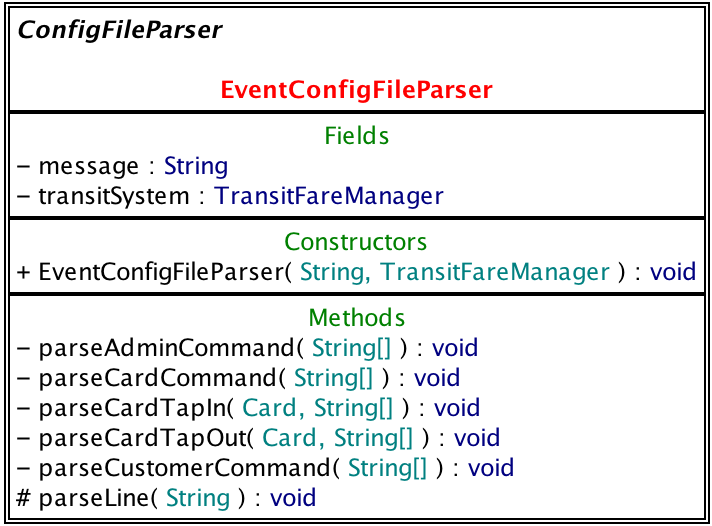 ConfigFileParser
EventConfigFileParser
Fields
– message : String
– transitSystem : TransitFareManager
Constructors
+ EventConfigFileParser( String, TransitFareManager ) : void
Methods
– parseAdminCommand( String[] ) : void
– parseCardCommand( String[] ) : void
– parseCardTapIn( Card, String[] ) : void
– parseCardTapOut( Card, String[] ) : void
– parseCustomerCommand( String[] ) : void
# parseLine( String ) : void